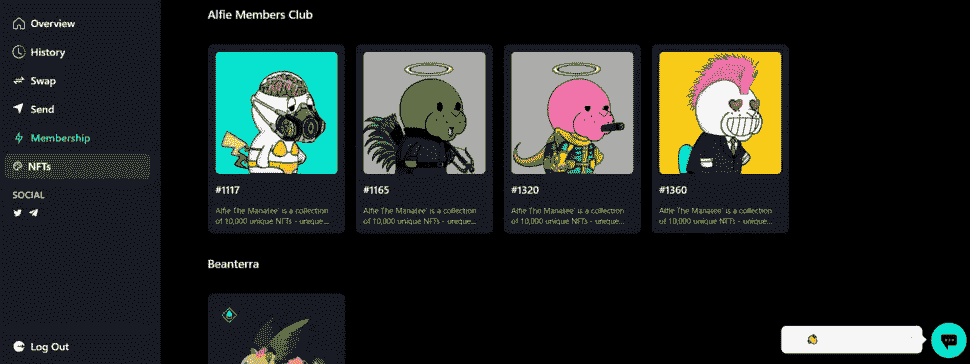 Overview
History
Swap
Send
Membership
NFTs
SOCIAL
Log Out
Alfie Members Club
#1117
Alfie The Manatee' is a collection
of 10,000 unique NFTs - unique...
#1165
Alfie The Manatee' is a collection
of 10,000 unique NFTs - unique...
#1320
Alfie The Manatee' is a collection
of 10,000 unique NFTs - unique...
#1360
Alfie The Manatee' is a collection
of 10,000 unique NFTs - unique...
Beanterra